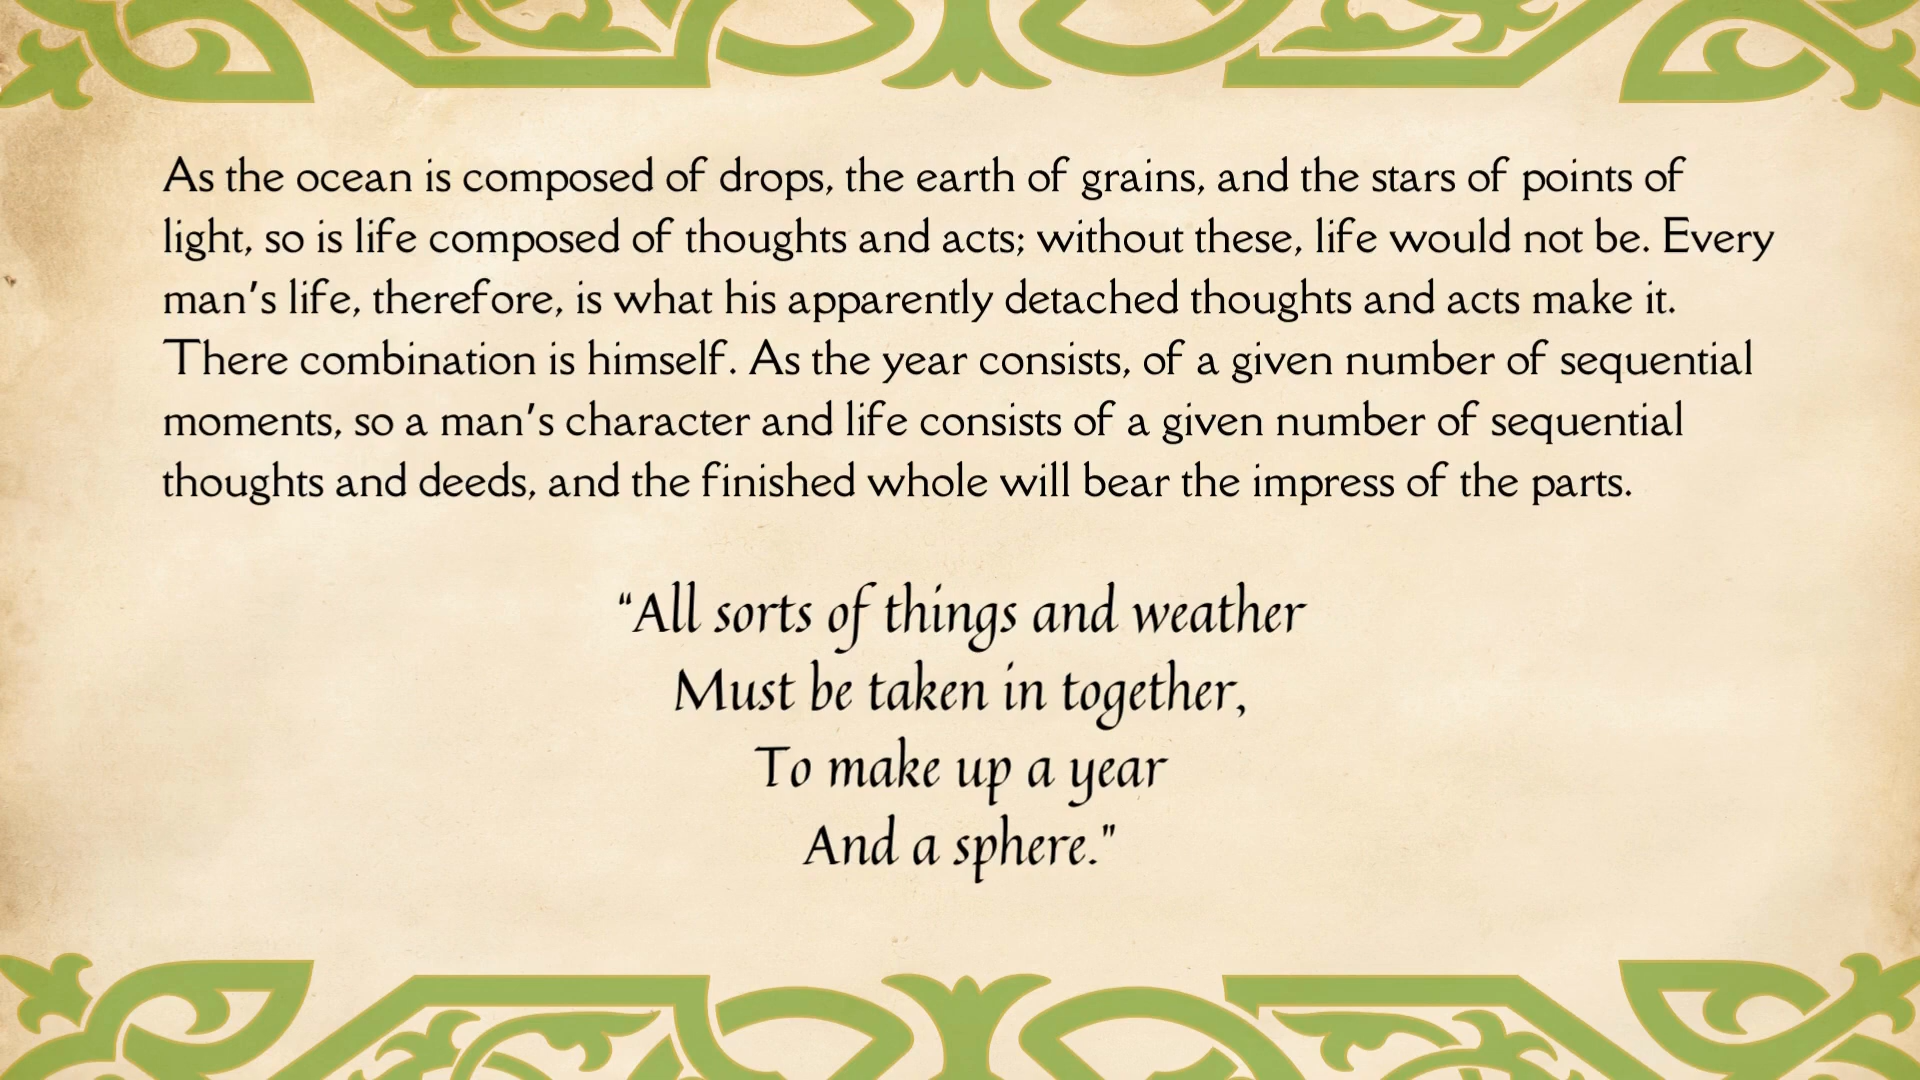 As the ocean is composed of drops, the earth of grains, and the stars of points of
light, so is life composed of thoughts and acts; without these, life would not be. Every
man's life, therefore, is what his apparently detached thoughts and acts make it.
There combination is himself. As the year consists, of a given number of sequential
moments, so a man's character and life consists of a given number of sequential
thoughts and deeds, and the finished whole will bear the impress of the parts.
“All sorts of things and weather
Must be taken in together,
To make up a year
And a sphere.”